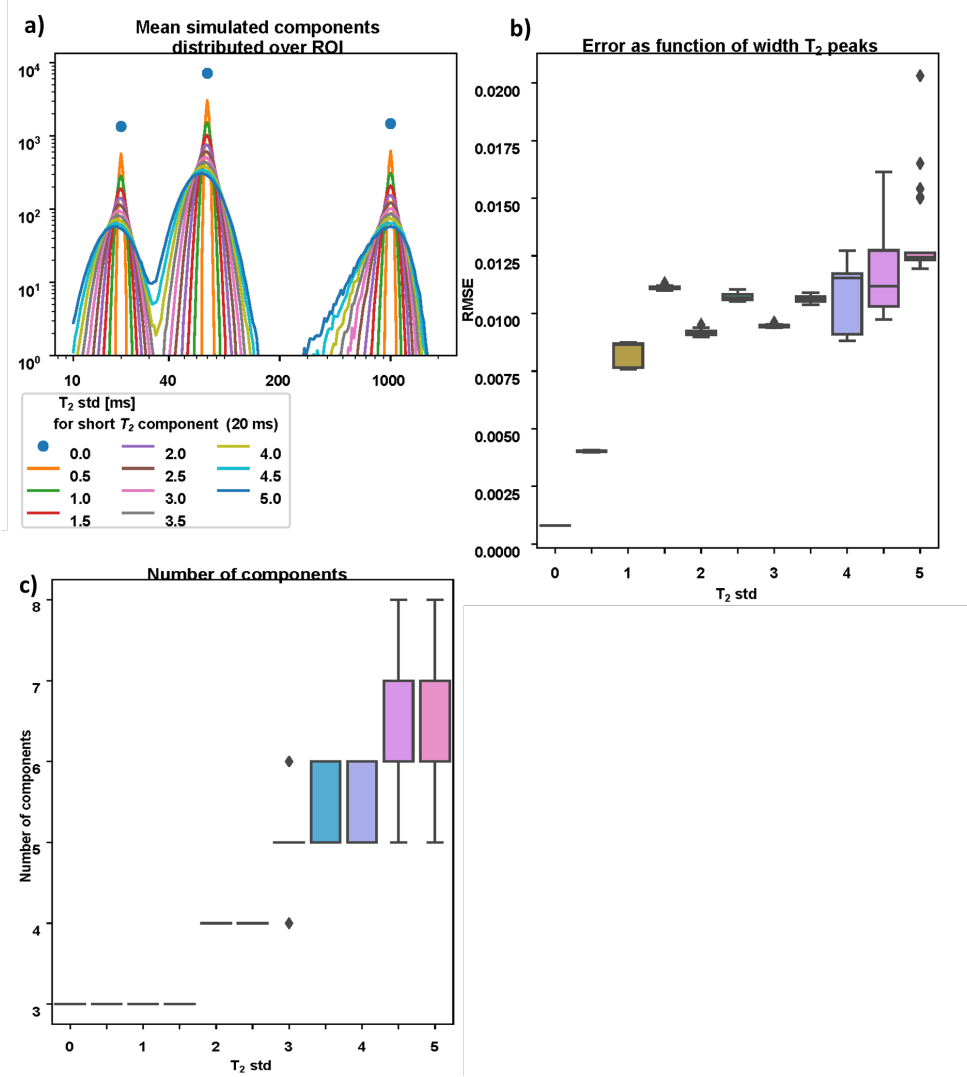 a)
Mean simulated components
distributed over ROI
10^4
10^3
10^2
10^1
10^0
10 40 200 1000
T₂ std [ms]
for short T₂ component (20 ms)
0.0 2.0 4.0
0.5 2.5 4.5
1.0 3.0 5.0
1.5 3.5
b)
Error as function of width T₂ peaks
0.0200
0.0175
0.0150
0.0125
0.0100
0.0075
0.0050
0.0025
0.0000
RMSE
0 1 2 3 4 5
T₂ std
c)
Number of components
8
7
6
5
4
3
Number of components
0 1 2 3 4 5
T₂ std